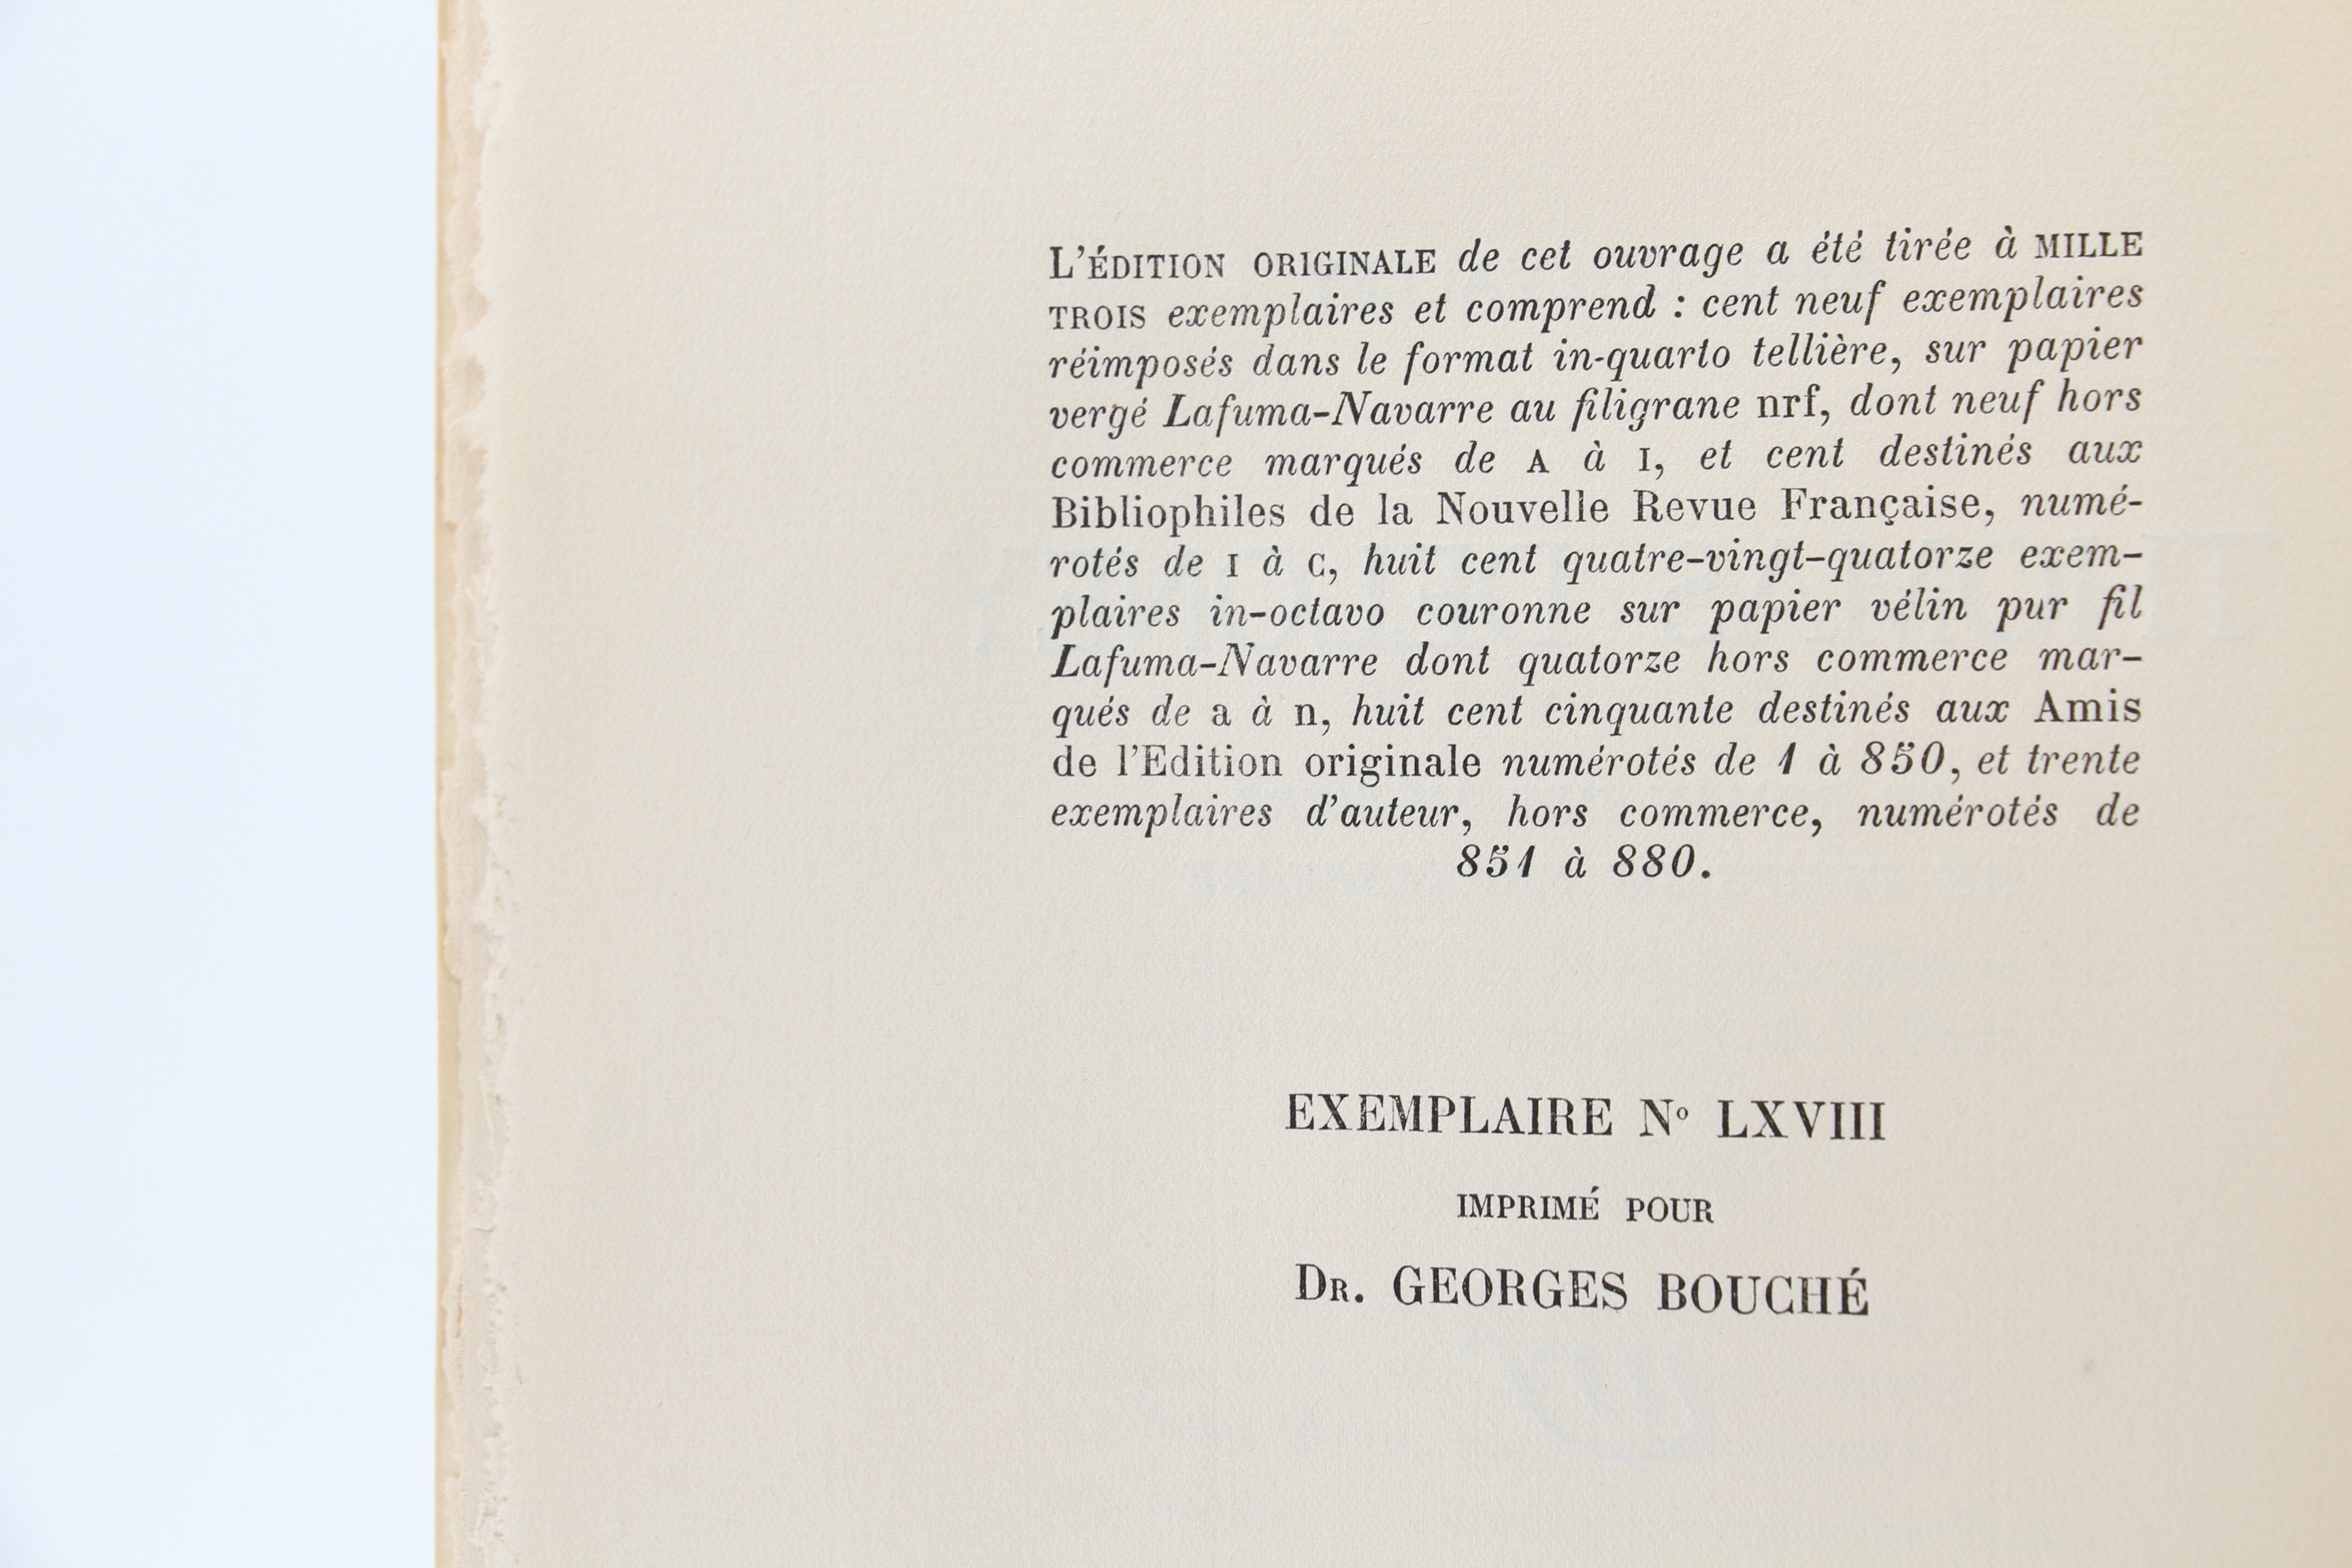 L'ÉDITION ORIGINALE de cet ouvrage a été tirée à MILLE
TROIS exemplaires et comprend : cent neuf exemplaires
réimposés dans le format in-quarto tellière, sur papier
vergé Lafuma-Navarre au filigrane nrf, dont neuf hors
commerce marqués de A à I, et cent destinés aux
Bibliophiles de la Nouvelle Revue Française, numé-
rotés de I à C, huit cent quatre-vingt-quatorze exem-
plaires in-octavo couronne sur papier vélin pur fil
Lafuma-Navarre dont quatorze hors commerce mar-
qués de a à n, huit cent cinquante destinés aux Amis
de l'Edition originale numérotés de 1 à 850, et trente
exemplaires d'auteur, hors commerce, numérotés de
851 à 880.
EXEMPLAIRE Nº LXVIII
IMPRIMÉ POUR
DR. GEORGES BOUCHÉ